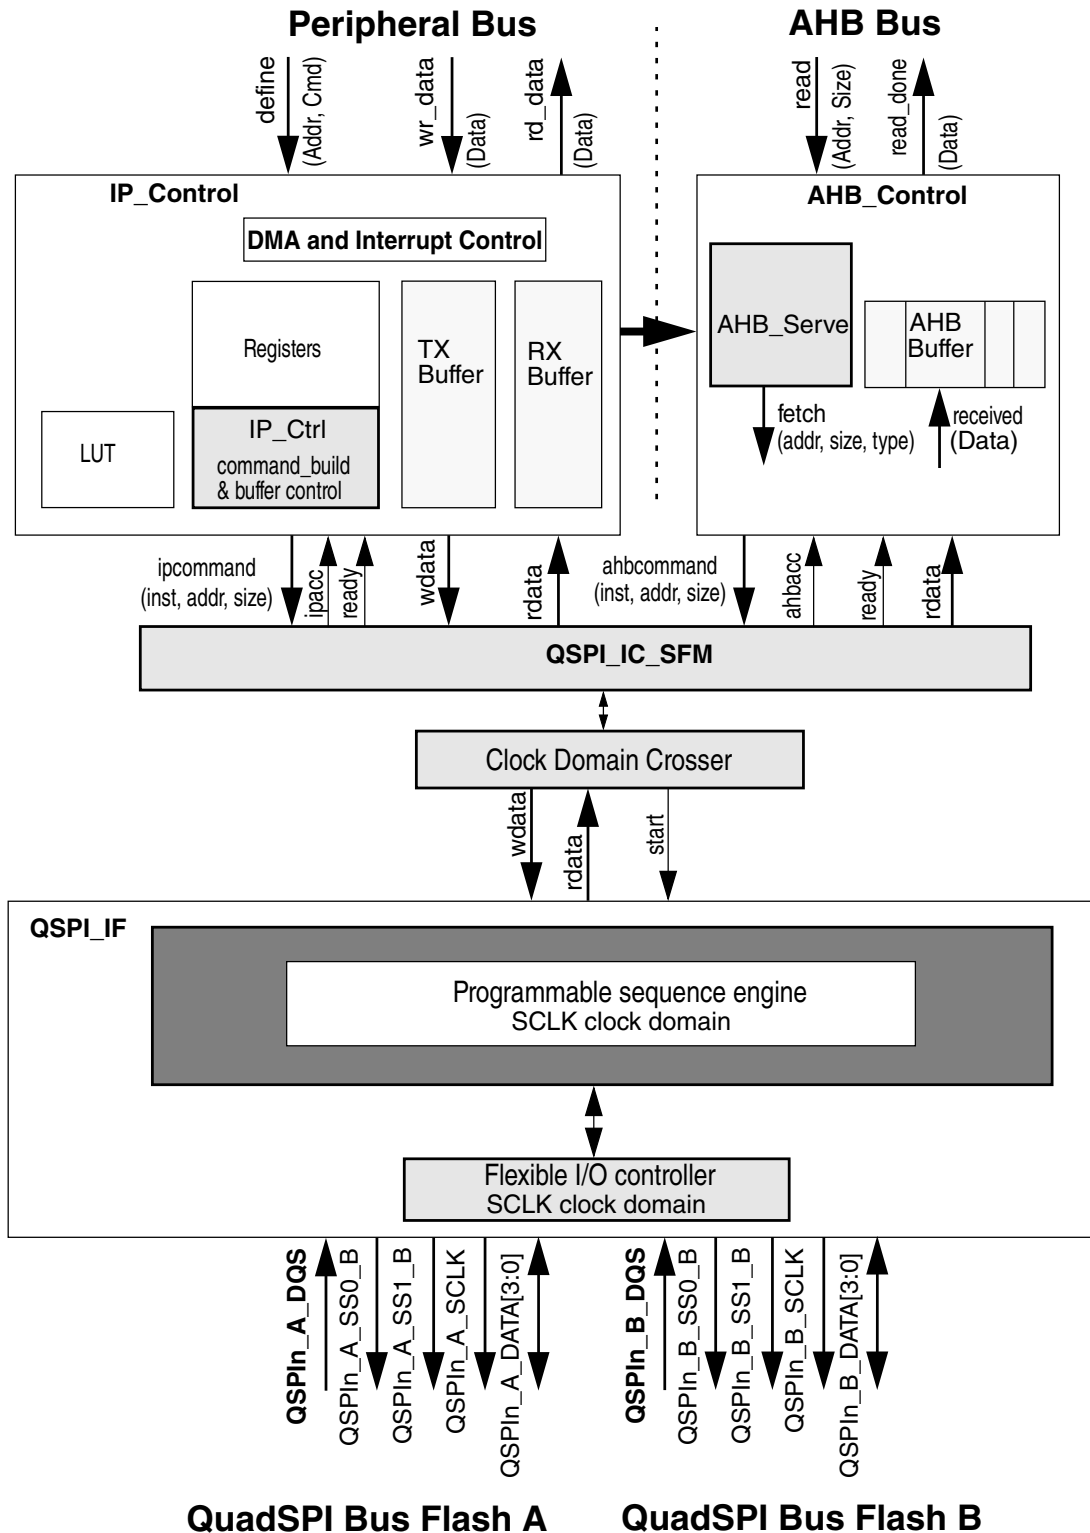 Peripheral Bus
AHB Bus
define
(Addr, Cmd)
wr_data
(Data)
rd_data
(Data)
read
(Addr, Size)
read_done
(Data)
IP_Control
AHB_Control
DMA and Interrupt Control
Registers
TX
Buffer
RX
Buffer
AHB_Serve
AHB
Buffer
LUT
IP_Ctrl
command_build
& buffer control
fetch
(addr, size, type)
received
(Data)
ipcommand
(inst, addr, size)
ipacc
ready
wdata
rdata
ahbcommand
(inst, addr, size)
ahbacc
ready
rdata
QSPI_IC_SFM
Clock Domain Crosser
wdata
rdata
start
QSPI_IF
Programmable sequence engine
SCLK clock domain
Flexible I/O controller
SCLK clock domain
QSPIn_A_DQS
QSPIn_A_SS0_B
QSPIn_A_SS1_B
QSPIn_A_SCLK
QSPIn_A_DATA[3:0]
QSPIn_B_DQS
QSPIn_B_SS0_B
QSPIn_B_SS1_B
QSPIn_B_SCLK
QSPIn_B_DATA[3:0]
QuadSPI Bus Flash A
QuadSPI Bus Flash B